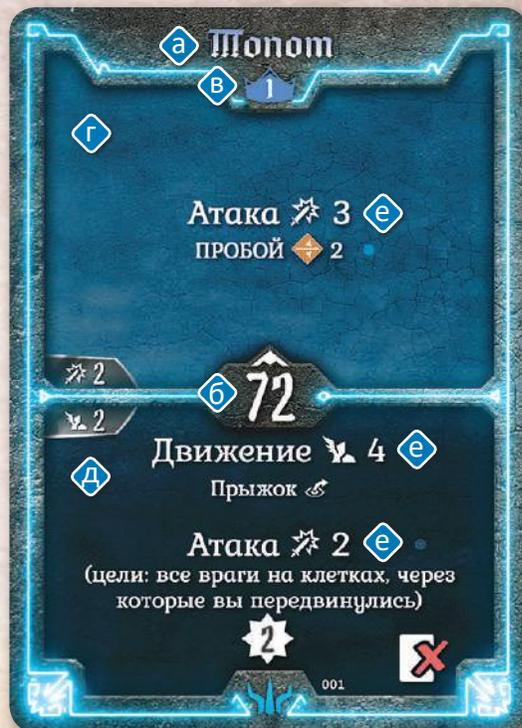 а Топот
в 1
г
Атака 3 е
ПРОБОЙ 2
2
б 72
2
Движение 4 е
д
Прыжок
Атака 2 е
(цели: все враги на клетках, через
которые вы передвинулись)
2
001